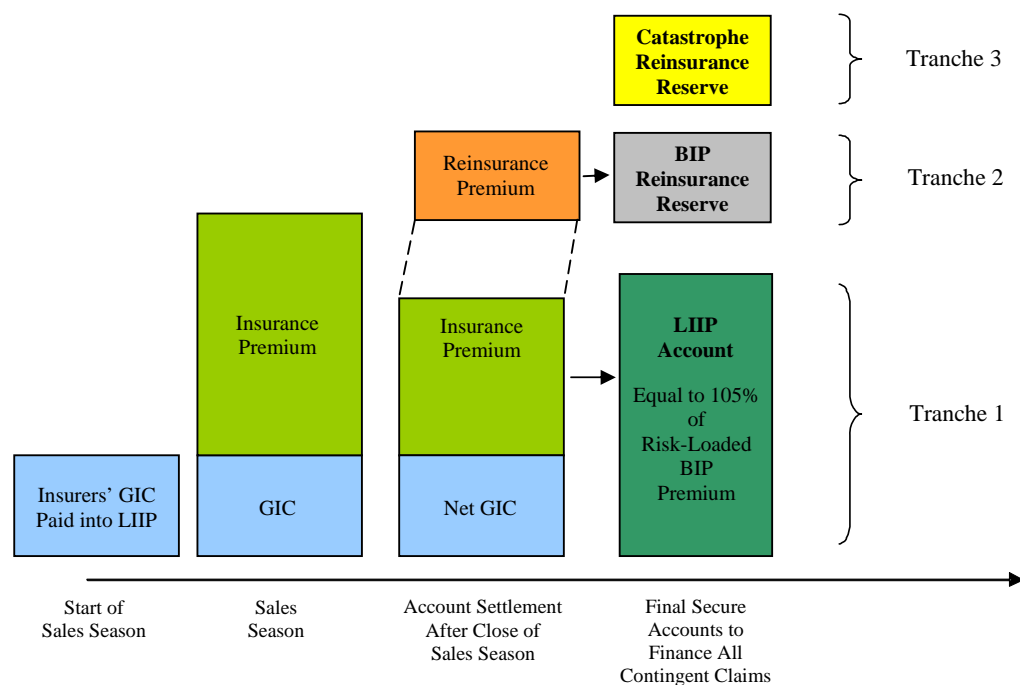 Catastrophe
Reinsurance
Reserve
Tranche 3
Reinsurance
Premium
BIP
Reinsurance
Reserve
Tranche 2
Insurance
Premium
Insurance
Premium
LIIP
Account
Equal to 105%
of
Risk-Loaded
BIP
Premium
Tranche 1
Insurers’ GIC
Paid into LIIP
GIC
Net GIC
Start of
Sales Season
Sales
Season
Account Settlement
After Close of
Sales Season
Final Secure
Accounts to
Finance All
Contingent Claims